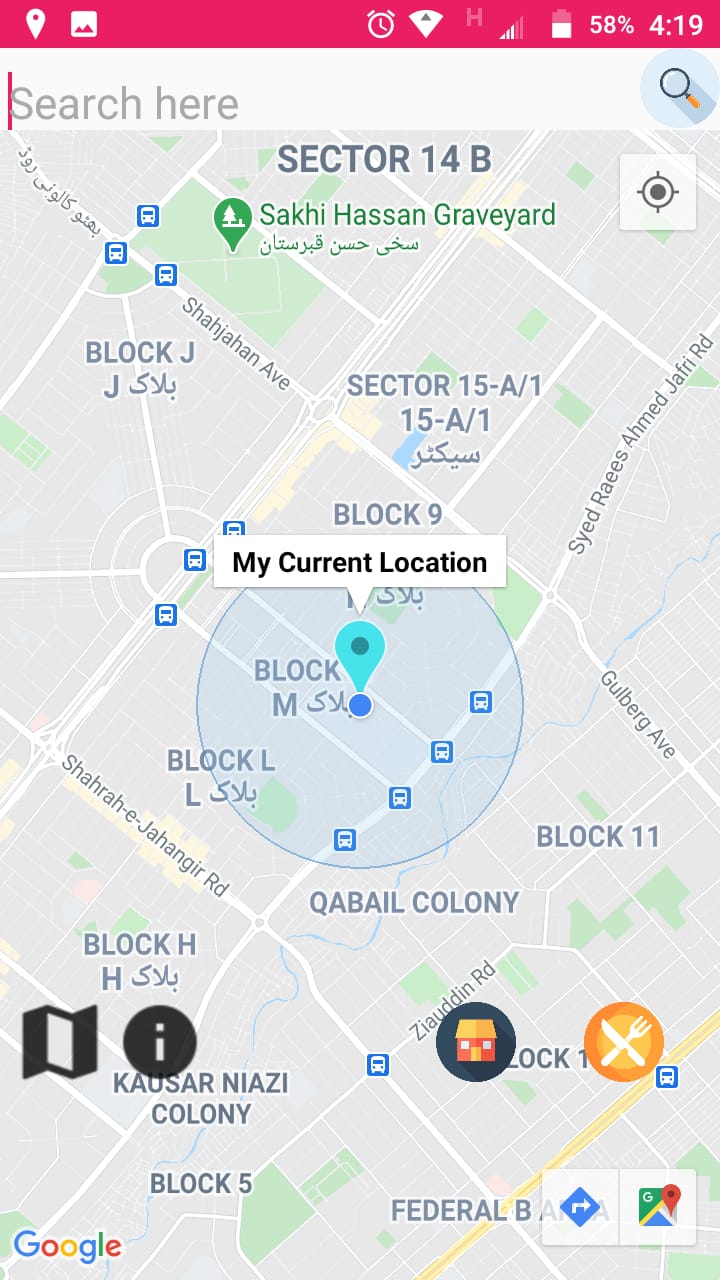 H
58%
4:19
Search here
SECTOR 14 B
بھٹو کالونی روڈ
Sakhi Hassan Graveyard
سخی حسن قبرستان
Shahjahan Ave
BLOCK J
بلاک J
SECTOR 15-A/1
15-A/1
سیکٹر
Syed Raees Ahmed Jafri Rd
BLOCK 9
My Current Location
بلاک
BLOCK
بلاک M
Gulberg Ave
BLOCK L
بلاک L
Shahrah-e-Jahangir Rd
BLOCK 11
QABAIL COLONY
BLOCK H
بلاک H
Ziauddin Rd
LOCK 1
KAUSAR NIAZI
COLONY
BLOCK 5
FEDERAL B A
G
Google